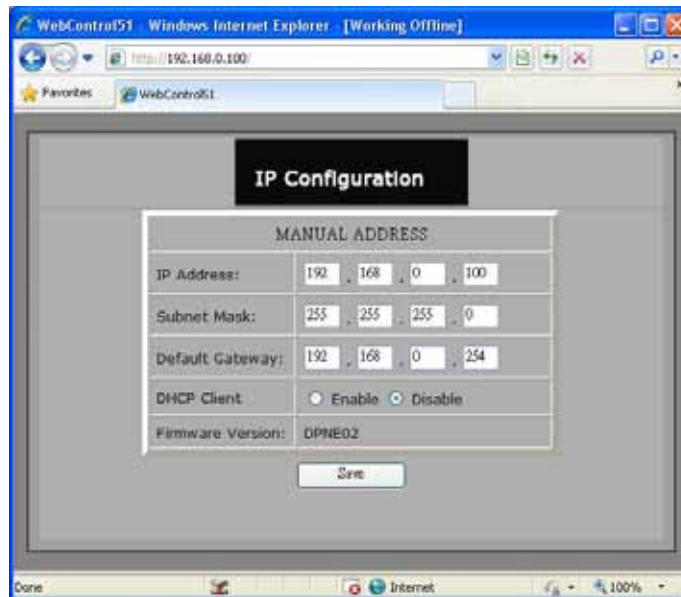 WebControl51 - Windows Internet Explorer - [Working Offline]
http://192.168.0.100/
Favorites WebControl51
IP Configuration
MANUAL ADDRESS
IP Address: 192 . 168 . 0 . 100
Subnet Mask: 255 . 255 . 255 . 0
Default Gateway: 192 . 168 . 0 . 254
DHCP Client Enable Disable
Firmware Version: DPNE02
Save
Done Internet 100%